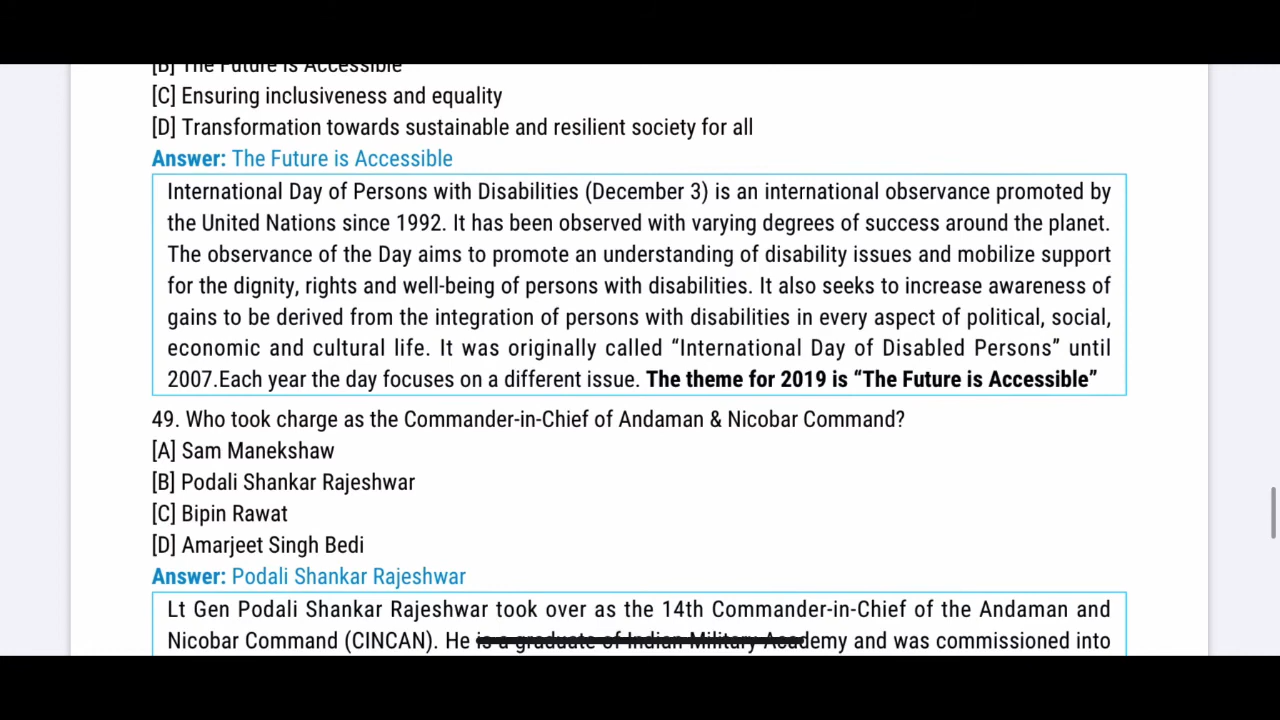 [B] The Future is Accessible
[C] Ensuring inclusiveness and equality
[D] Transformation towards sustainable and resilient society for all
Answer: The Future is Accessible
International Day of Persons with Disabilities (December 3) is an international observance promoted by
the United Nations since 1992. It has been observed with varying degrees of success around the planet.
The observance of the Day aims to promote an understanding of disability issues and mobilize support
for the dignity, rights and well-being of persons with disabilities. It also seeks to increase awareness of
gains to be derived from the integration of persons with disabilities in every aspect of political, social,
economic and cultural life. It was originally called “International Day of Disabled Persons” until
2007.Each year the day focuses on a different issue. The theme for 2019 is “The Future is Accessible”
49. Who took charge as the Commander-in-Chief of Andaman & Nicobar Command?
[A] Sam Manekshaw
[B] Podali Shankar Rajeshwar
[C] Bipin Rawat
[D] Amarjeet Singh Bedi
Answer: Podali Shankar Rajeshwar
Lt Gen Podali Shankar Rajeshwar took over as the 14th Commander-in-Chief of the Andaman and
Nicobar Command (CINCAN). He is a graduate of Indian Military Academy and was commissioned into